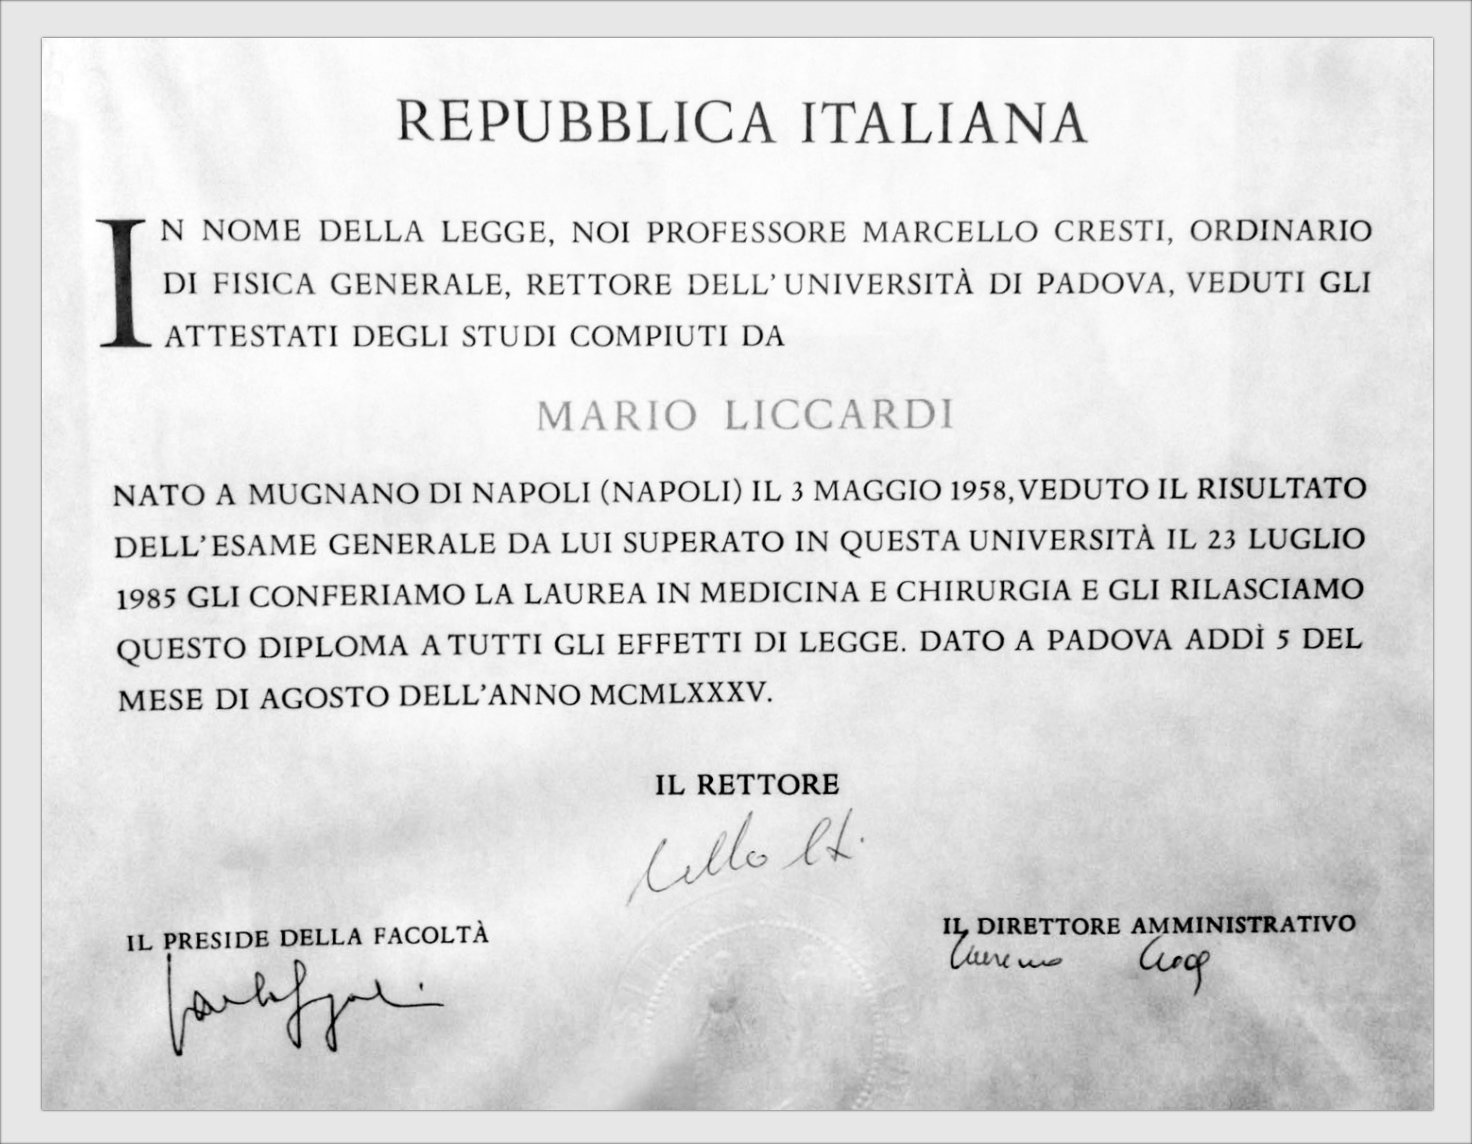 REPUBBLICA ITALIANA
IN NOME DELLA LEGGE, NOI PROFESSORE MARCELLO CRESTI, ORDINARIO
DI FISICA GENERALE, RETTORE DELL'UNIVERSITÀ DI PADOVA, VEDUTI GLI
ATTESTATI DEGLI STUDI COMPIUTI DA
MARIO LICCARDI
NATO A MUGNANO DI NAPOLI (NAPOLI) IL 3 MAGGIO 1958, VEDUTO IL RISULTATO
DELL'ESAME GENERALE DA LUI SUPERATO IN QUESTA UNIVERSITÀ IL 23 LUGLIO
1985 GLI CONFERIAMO LA LAUREA IN MEDICINA E CHIRURGIA E GLI RILASCIAMO
QUESTO DIPLOMA A TUTTI GLI EFFETTI DI LEGGE. DATO A PADOVA ADDÌ 5 DEL
MESE DI AGOSTO DELL'ANNO MCMLXXXV.
IL RETTORE
IL PRESIDE DELLA FACOLTÀ
IL DIRETTORE AMMINISTRATIVO